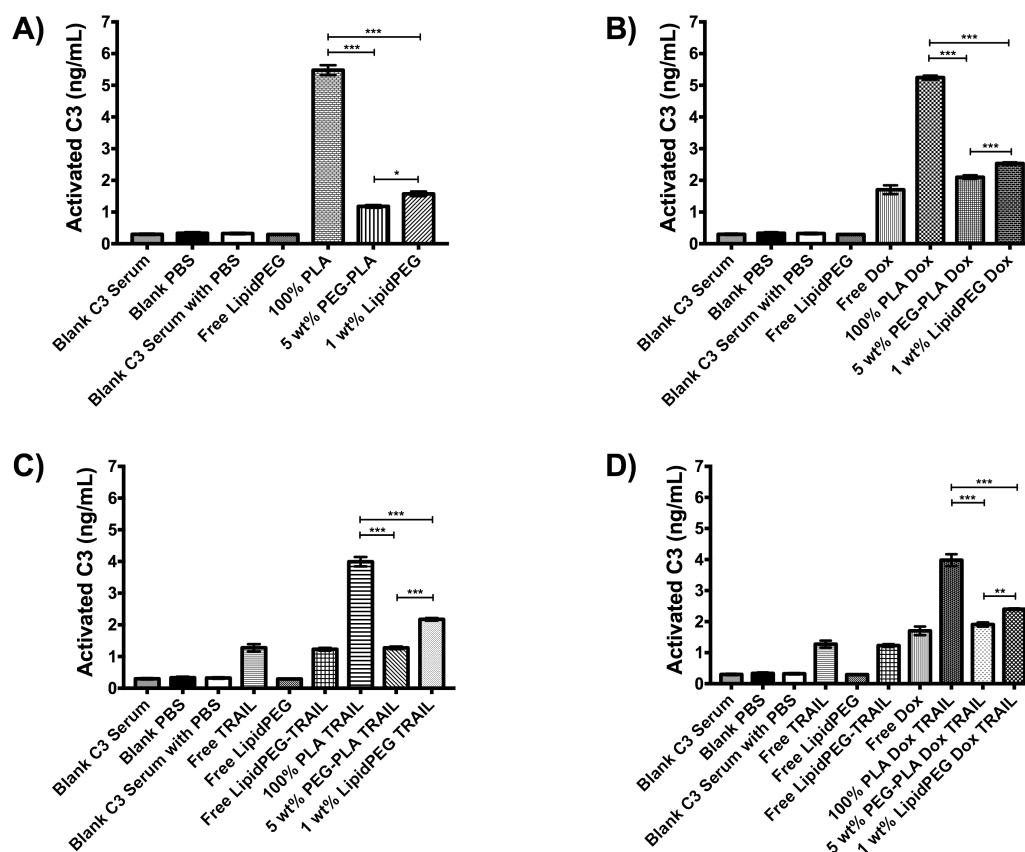 A)
Activated C3 (ng/mL)
7
6
5
4
3
2
1
0
***
***
*
Blank C3 Serum
Blank PBS
Blank C3 Serum with PBS
Free LipidPEG
100% PLA
5 wt% PEG-PLA
1 wt% LipidPEG
B)
Activated C3 (ng/mL)
7
6
5
4
3
2
1
0
***
***
***
Blank C3 Serum
Blank PBS
Blank C3 Serum with PBS
Free LipidPEG
Free Dox
100% PLA Dox
5 wt% PEG-PLA Dox
1 wt% LipidPEG Dox
C)
Activated C3 (ng/mL)
7
6
5
4
3
2
1
0
***
***
***
Blank C3 Serum
Blank PBS
Blank C3 Serum with PBS
Free TRAIL
Free LipidPEG
Free LipidPEG-TRAIL
100% PLA TRAIL
5 wt% PEG-PLA TRAIL
1 wt% LipidPEG TRAIL
D)
Activated C3 (ng/mL)
7
6
5
4
3
2
1
0
***
***
**
Blank C3 Serum
Blank PBS
Blank C3 Serum with PBS
Free TRAIL
Free LipidPEG
Free LipidPEG-TRAIL
Free Dox
100% PLA Dox TRAIL
5 wt% PEG-PLA Dox TRAIL
1 wt% LipidPEG Dox TRAIL